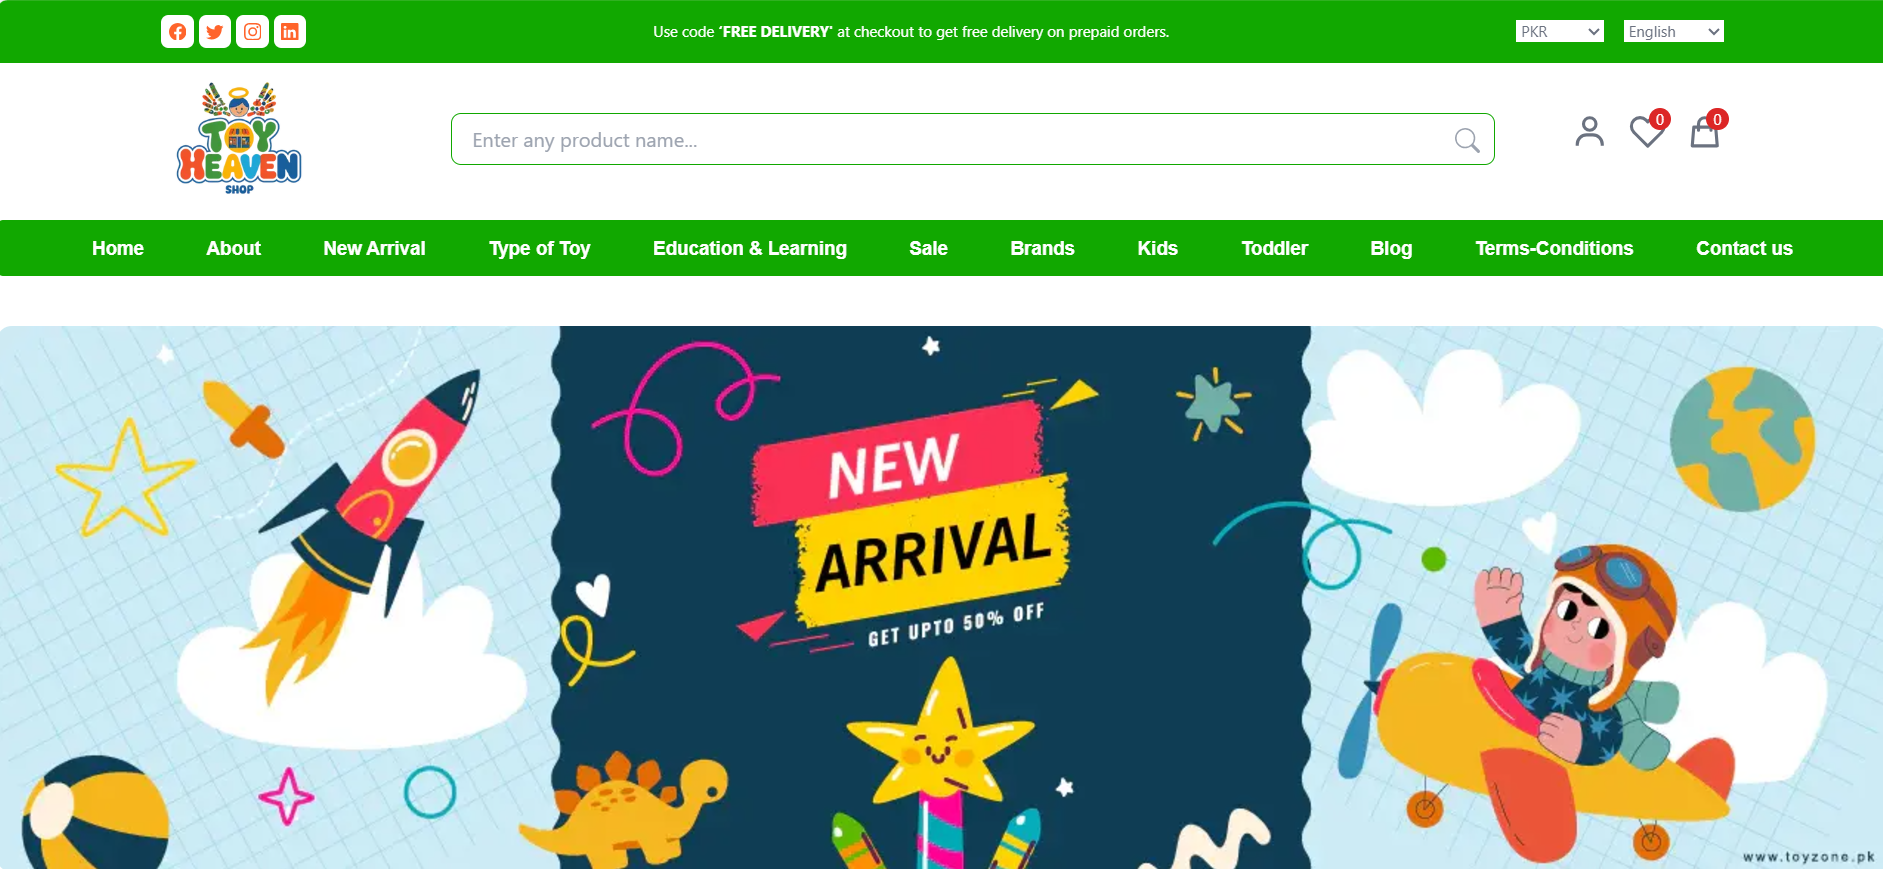 Use code 'FREE DELIVERY' at checkout to get free delivery on prepaid orders.
PKR
English
TOY
HEAVEN
SHOP
Enter any product name...
0
0
Home
About
New Arrival
Type of Toy
Education & Learning
Sale
Brands
Kids
Toddler
Blog
Terms-Conditions
Contact us
NEW
ARRIVAL
GET UPTO 50% OFF
www.toyzone.pk